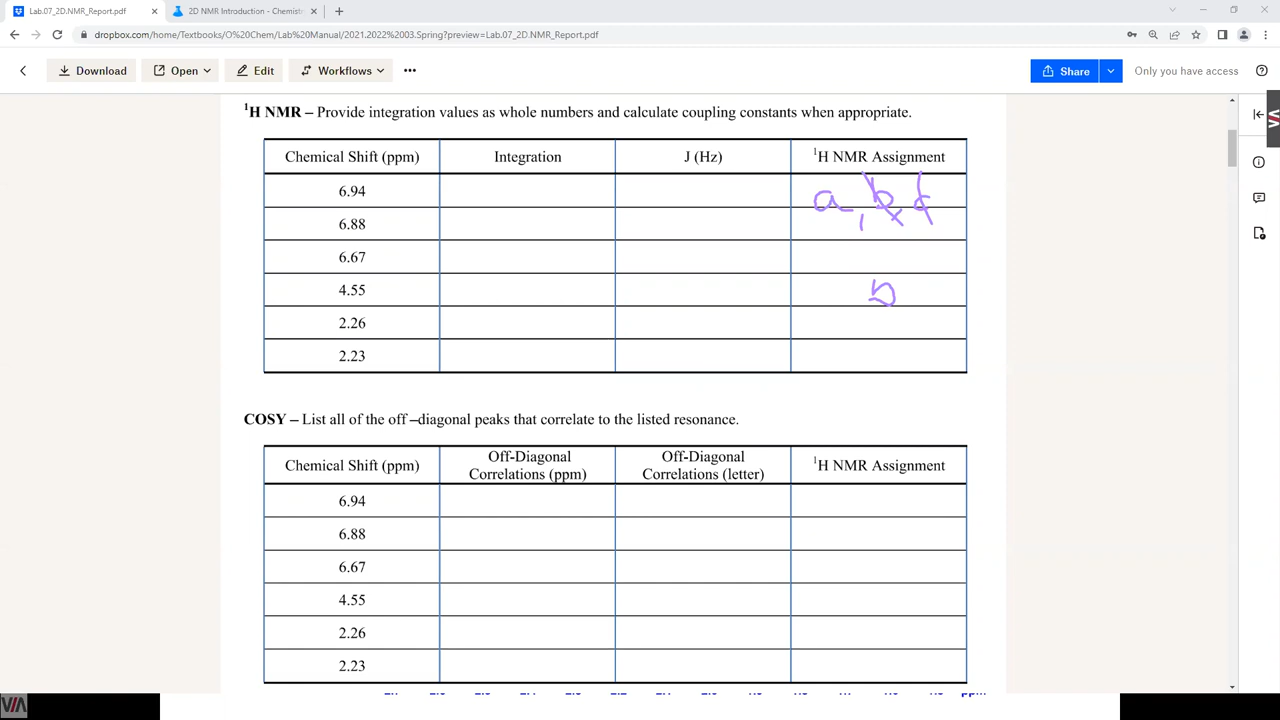 Lab.07_2D.NMR_Report.pdf
2D NMR Introduction - Chemist
dropbox.com/home/Textbooks/O%20Chem/Lab%20Manual/2021.2022%2003.Spring?preview=Lab.07_2D.NMR_Report.pdf
Download Open Edit Workflows Share Only you have access
¹H NMR – Provide integration values as whole numbers and calculate coupling constants when appropriate.
Chemical Shift (ppm) Integration J (Hz) ¹H NMR Assignment
6.94 a, b,
6.88
6.67
4.55 b
2.26
2.23
COSY – List all of the off –diagonal peaks that correlate to the listed resonance.
Chemical Shift (ppm) Off-Diagonal Correlations (ppm) Off-Diagonal Correlations (letter) ¹H NMR Assignment
6.94
6.88
6.67
4.55
2.26
2.23
ppm
VIA